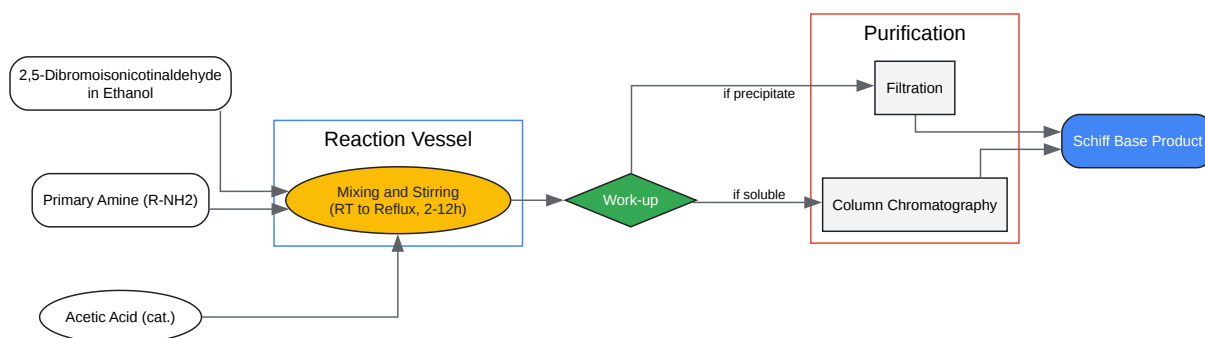 2,5-Dibromoisonicotinaldehyde
in Ethanol
Primary Amine (R-NH2)
Acetic Acid (cat.)
Reaction Vessel
Mixing and Stirring
(RT to Reflux, 2-12h)
Work-up
if precipitate
if soluble
Purification
Filtration
Column Chromatography
Schiff Base Product